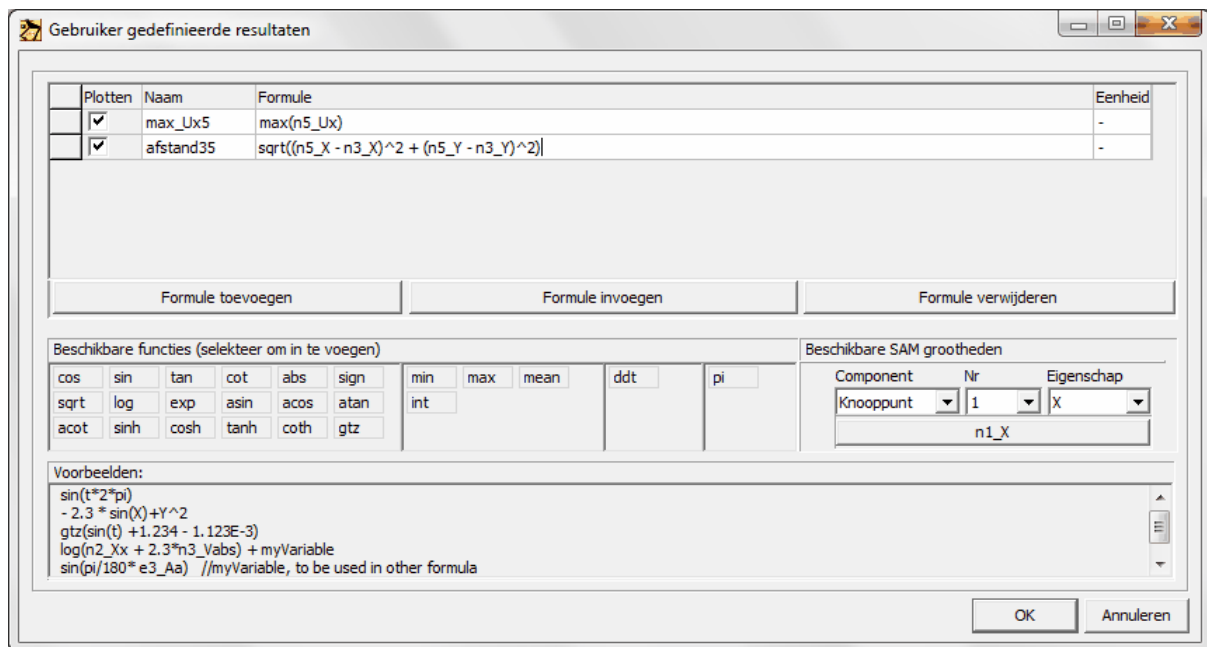 Gebruiker gedefinieerde resultaten
Plotten Naam Formule Eenheid
max_Ux5 max(n5_Ux) -
afstand35 sqrt((n5_X - n3_X)^2 + (n5_Y - n3_Y)^2) -
Formule toevoegen Formule invoegen Formule verwijderen
Beschikbare functies (selekteer om in te voegen) Beschikbare SAM grootheden
cos sin tan cot abs sign min max mean ddt pi Component Nr Eigenschap
sqrt log exp asin acos atan int Knooppunt 1 X
acot sinh cosh tanh coth gtz n1_X
Voorbeelden:
sin(t*2*pi)
- 2.3 * sin(X)+Y^2
gtz(sin(t) +1.234 - 1.123E-3)
log(n2_Xx + 2.3*n3_Vabs) + myVariable
sin(pi/180* e3_Aa) //myVariable, to be used in other formula
OK Annuleren